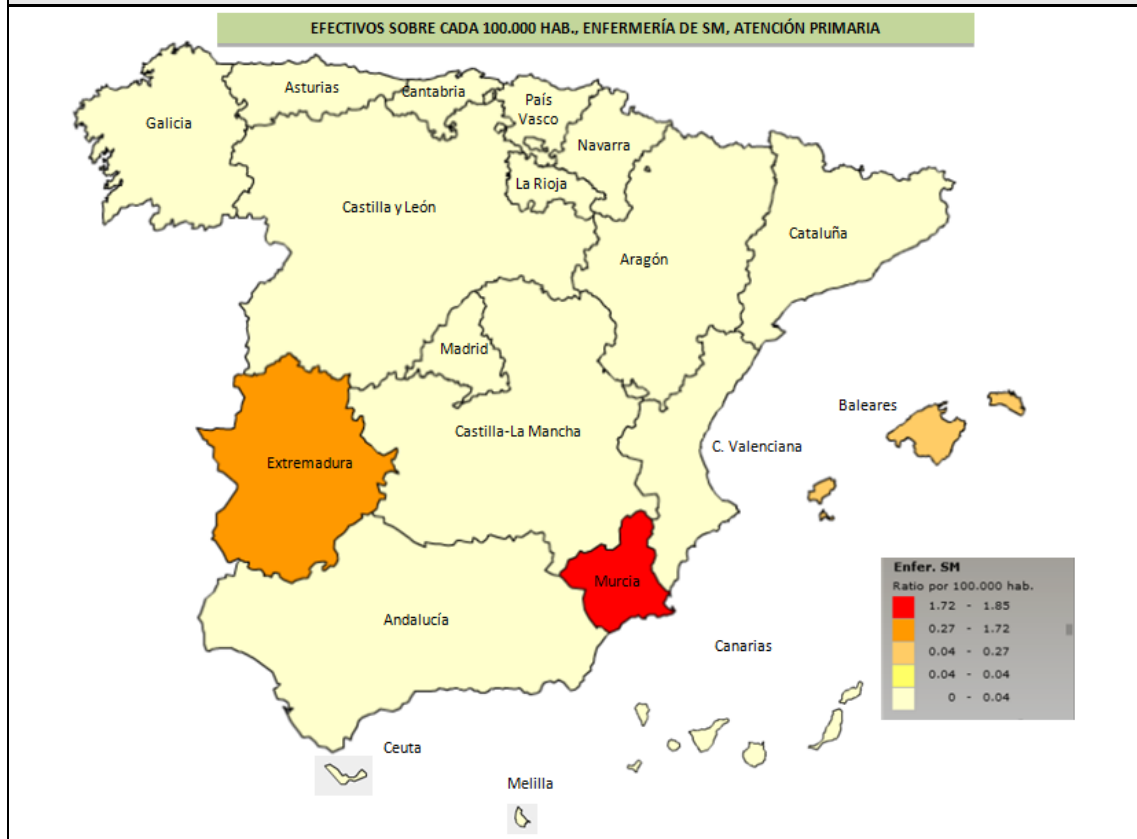 EFECTIVOS SOBRE CADA 100.000 HAB., ENFERMERÍA DE SM, ATENCIÓN PRIMARIA
Asturias
Cantabria
País
Vasco
Galicia
Navarra
La Rioja
Castilla y León
Cataluña
Aragón
Madrid
Baleares
Castilla-La Mancha
C. Valenciana
Extremadura
Murcia
Andalucía
Canarias
Ceuta
Melilla
Enfer. SM
Ratio por 100.000 hab.
1.72 - 1.85
0.27 - 1.72
0.04 - 0.27
0.04 - 0.04
0 - 0.04